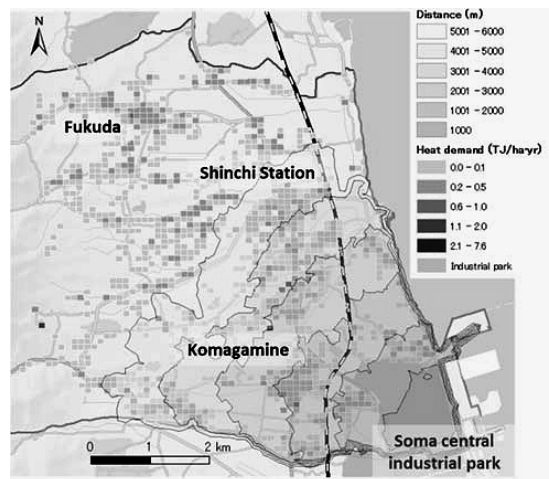 N
Distance (m)
5001 - 6000
4001 - 5000
3001 - 4000
2001 - 3000
1001 - 2000
1000
Heat demand (TJ/ha·yr)
0.0 - 0.1
0.2 - 0.5
0.6 - 1.0
1.1 - 2.0
2.1 - 7.6
Industrial park
Fukuda
Shinchi Station
Komagamine
Soma central
industrial park
0 1 2 km